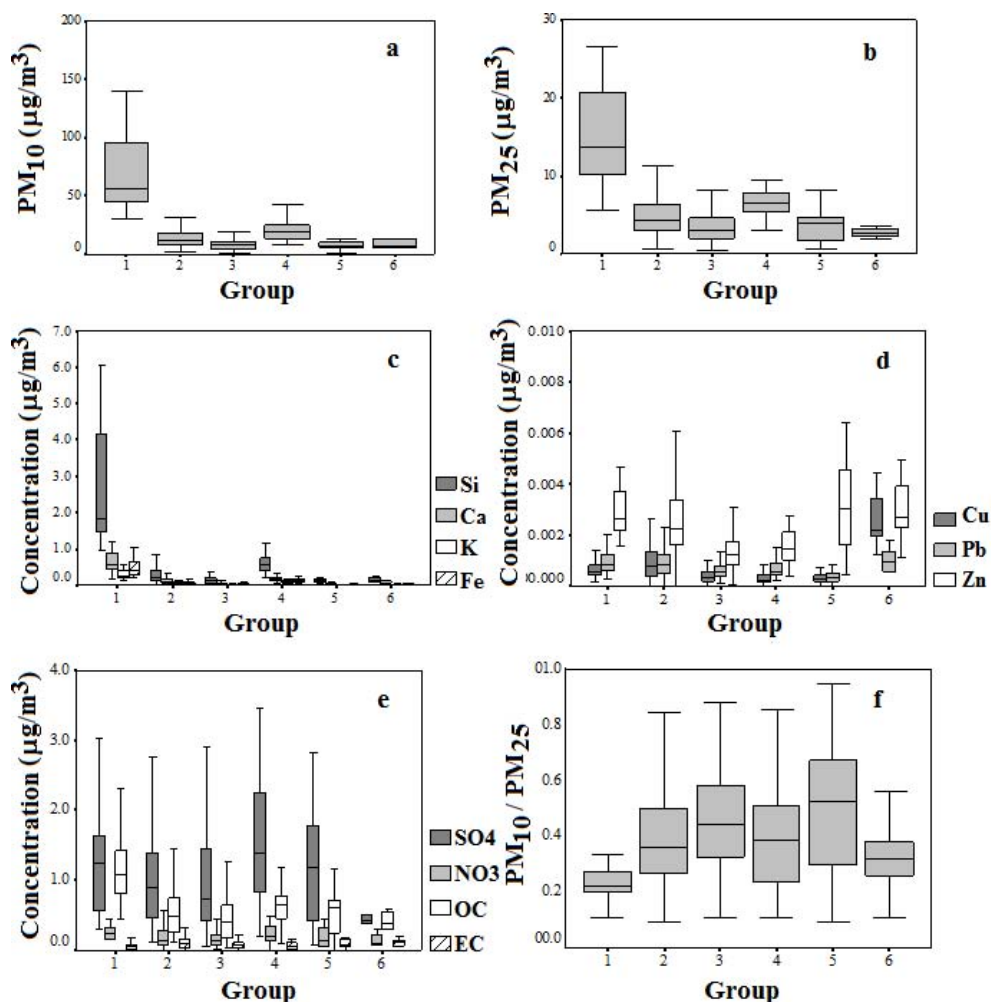 a
PM10 (µg/m³)
200
150
100
50
0
1 2 3 4 5 6
Group
b
PM25 (µg/m³)
30
20
10
0
1 2 3 4 5 6
Group
c
Concentration (µg/m³)
7.0
6.0
5.0
4.0
3.0
2.0
1.0
0.0
1 2 3 4 5 6
Group
Si
Ca
K
Fe
d
Concentration (µg/m³)
0.010
0.008
0.006
0.004
0.002
00.000
1 2 3 4 5 6
Group
Cu
Pb
Zn
e
Concentration (µg/m³)
4.0
3.0
2.0
1.0
0.0
1 2 3 4 5 6
Group
SO4
NO3
OC
EC
f
PM10 / PM25
01.0
0.8
0.6
0.4
0.2
00.0
1 2 3 4 5 6
Group